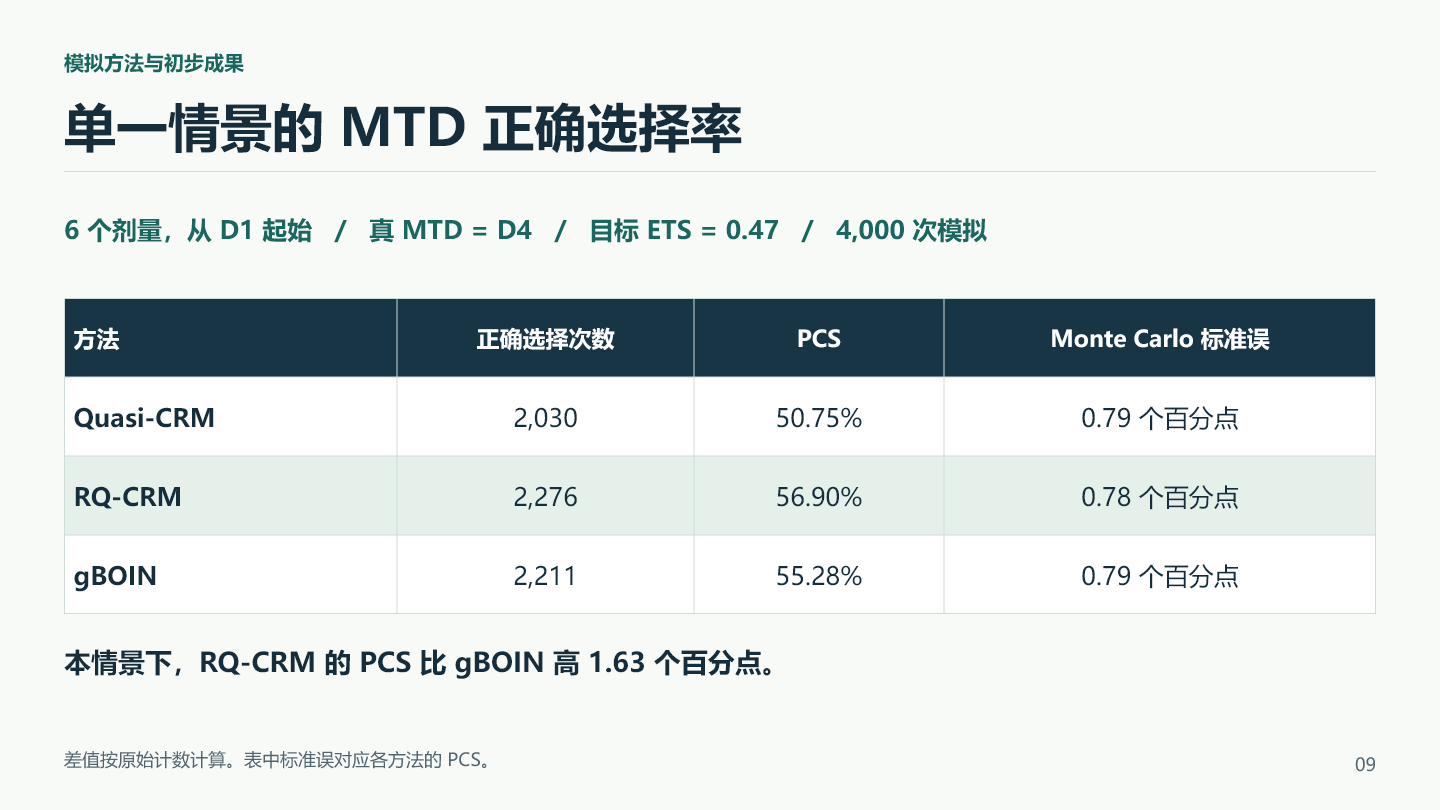 模拟方法与初步成果
单一情景的 MTD 正确选择率
6 个剂量，从 D1 起始 / 真 MTD = D4 / 目标 ETS = 0.47 / 4,000 次模拟
方法 正确选择次数 PCS Monte Carlo 标准误
Quasi-CRM 2,030 50.75% 0.79 个百分点
RQ-CRM 2,276 56.90% 0.78 个百分点
gBOIN 2,211 55.28% 0.79 个百分点
本情景下，RQ-CRM 的 PCS 比 gBOIN 高 1.63 个百分点。
差值按原始计数计算。表中标准误对应各方法的 PCS。
09